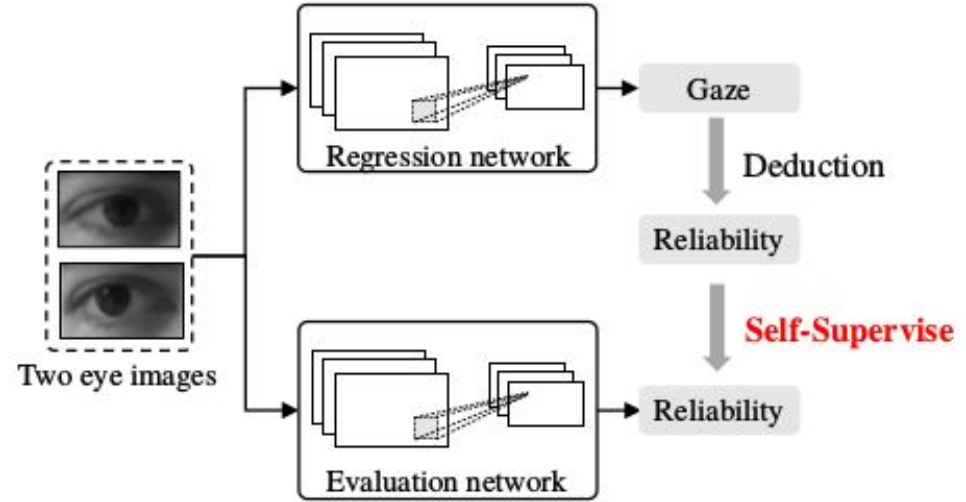 Regression network
Gaze
Deduction
Reliability
Self-Supervise
Two eye images
Reliability
Evaluation network